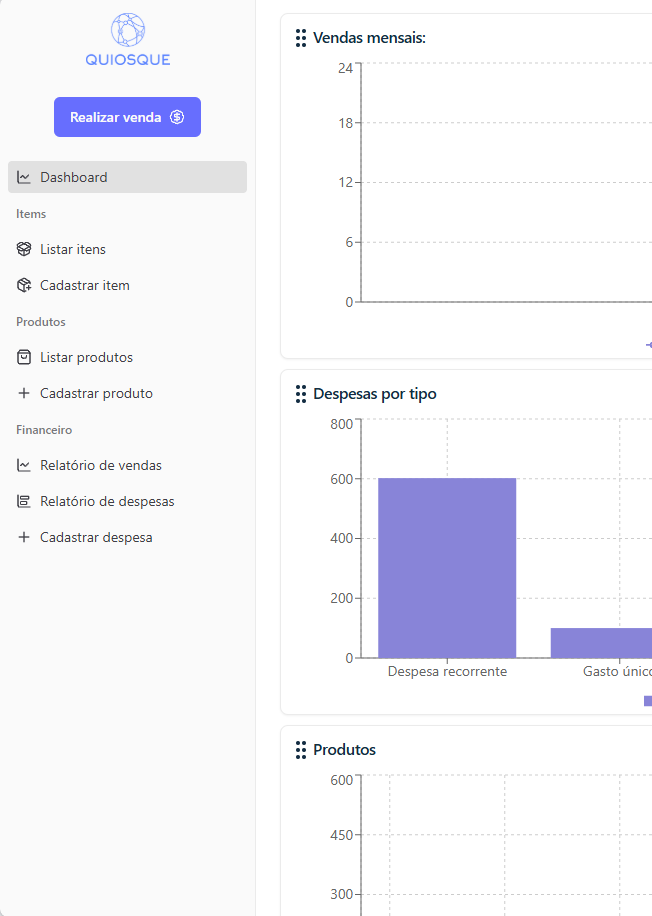 QUIOSQUE
Realizar venda
Dashboard
Items
Listar itens
Cadastrar item
Produtos
Listar produtos
Cadastrar produto
Financeiro
Relatório de vendas
Relatório de despesas
Cadastrar despesa
Vendas mensais:
24
18
12
6
0
Despesas por tipo
800
600
400
200
0
Despesa recorrente
Gasto único
Produtos
600
450
300